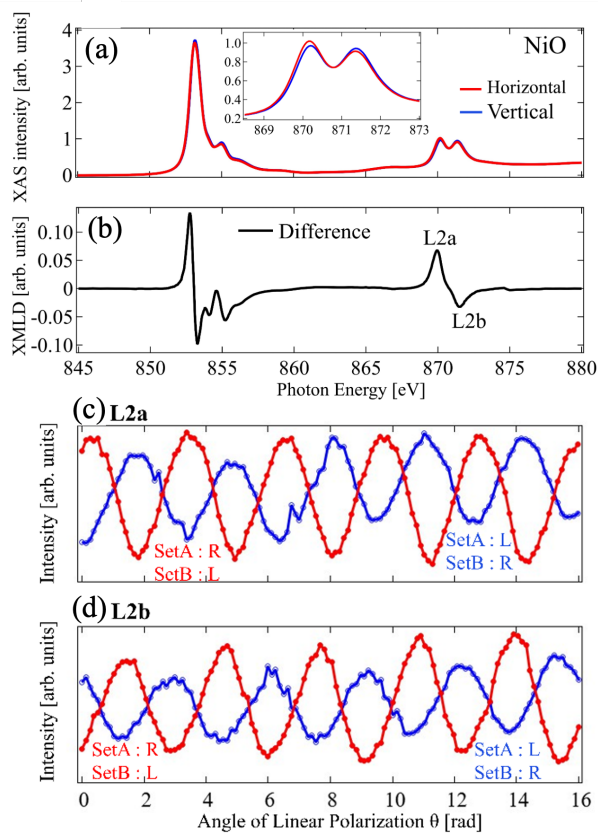 (a)
NiO
Horizontal
Vertical
XAS intensity [arb. units]
4
3
2
1
0
1.0
0.8
0.6
0.4
0.2
869 870 871 872 873
(b)
Difference
L2a
L2b
XMLD [arb. units]
0.10
0.05
0
-0.05
-0.10
845 850 855 860 865 870 875 880
Photon Energy [eV]
(c) L2a
Intensity [arb. units]
SetA : R
SetB : L
SetA : L
SetB : R
(d) L2b
Intensity [arb. units]
SetA : R
SetB : L
SetA : L
SetB : R
0 2 4 6 8 10 12 14 16
Angle of Linear Polarization θ [rad]